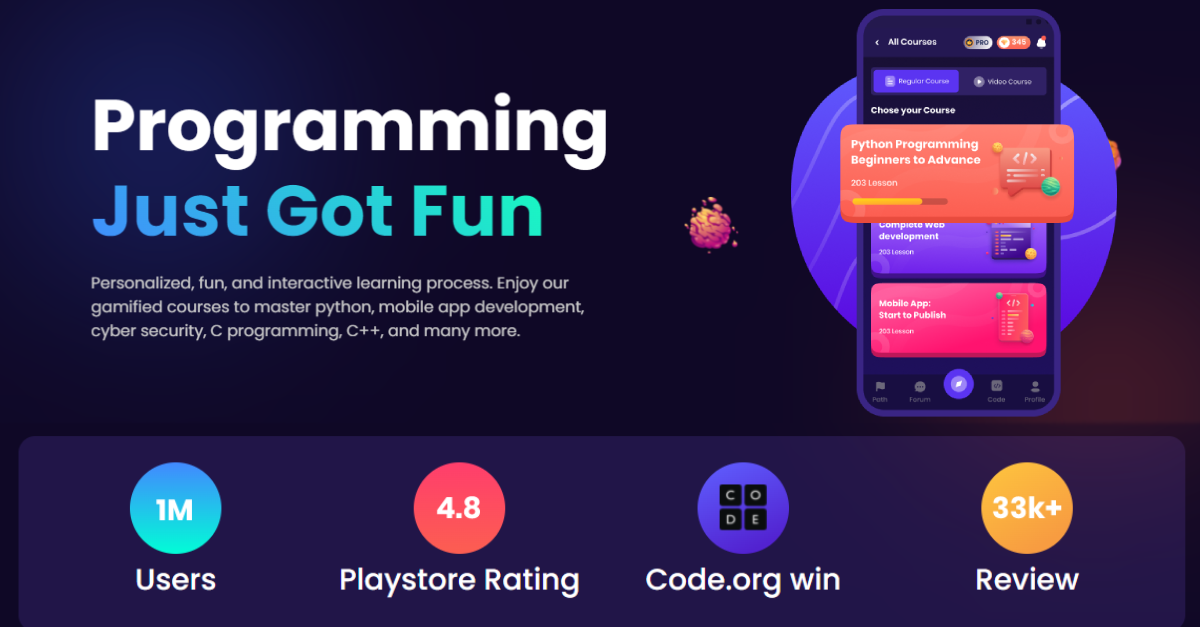 Programming
Just Got Fun
Personalized, fun, and interactive learning process. Enjoy our
gamified courses to master python, mobile app development,
cyber security, C programming, C++, and many more.
All Courses
PRO
345
Regular Course
Video Course
Chose your Course
Python Programming
Beginners to Advance
203 Lesson
</>
Complete Web
development
203 Lesson
Mobile App:
Start to Publish
203 Lesson
</>
Path
Forum
Code
Profile
1M
Users
4.8
Playstore Rating
C O
D E
Code.org win
33k+
Review